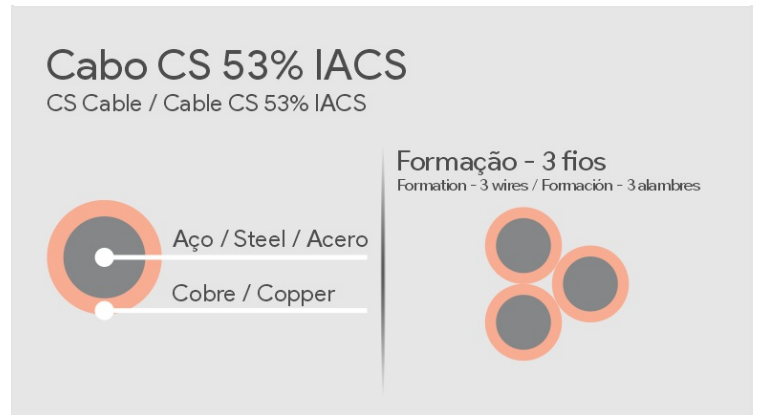 Cabo CS 53% IACS
CS Cable / Cable CS 53% IACS
Formação - 3 fios
Formation - 3 wires / Formación - 3 alambres
Aço / Steel / Acero
Cobre / Copper